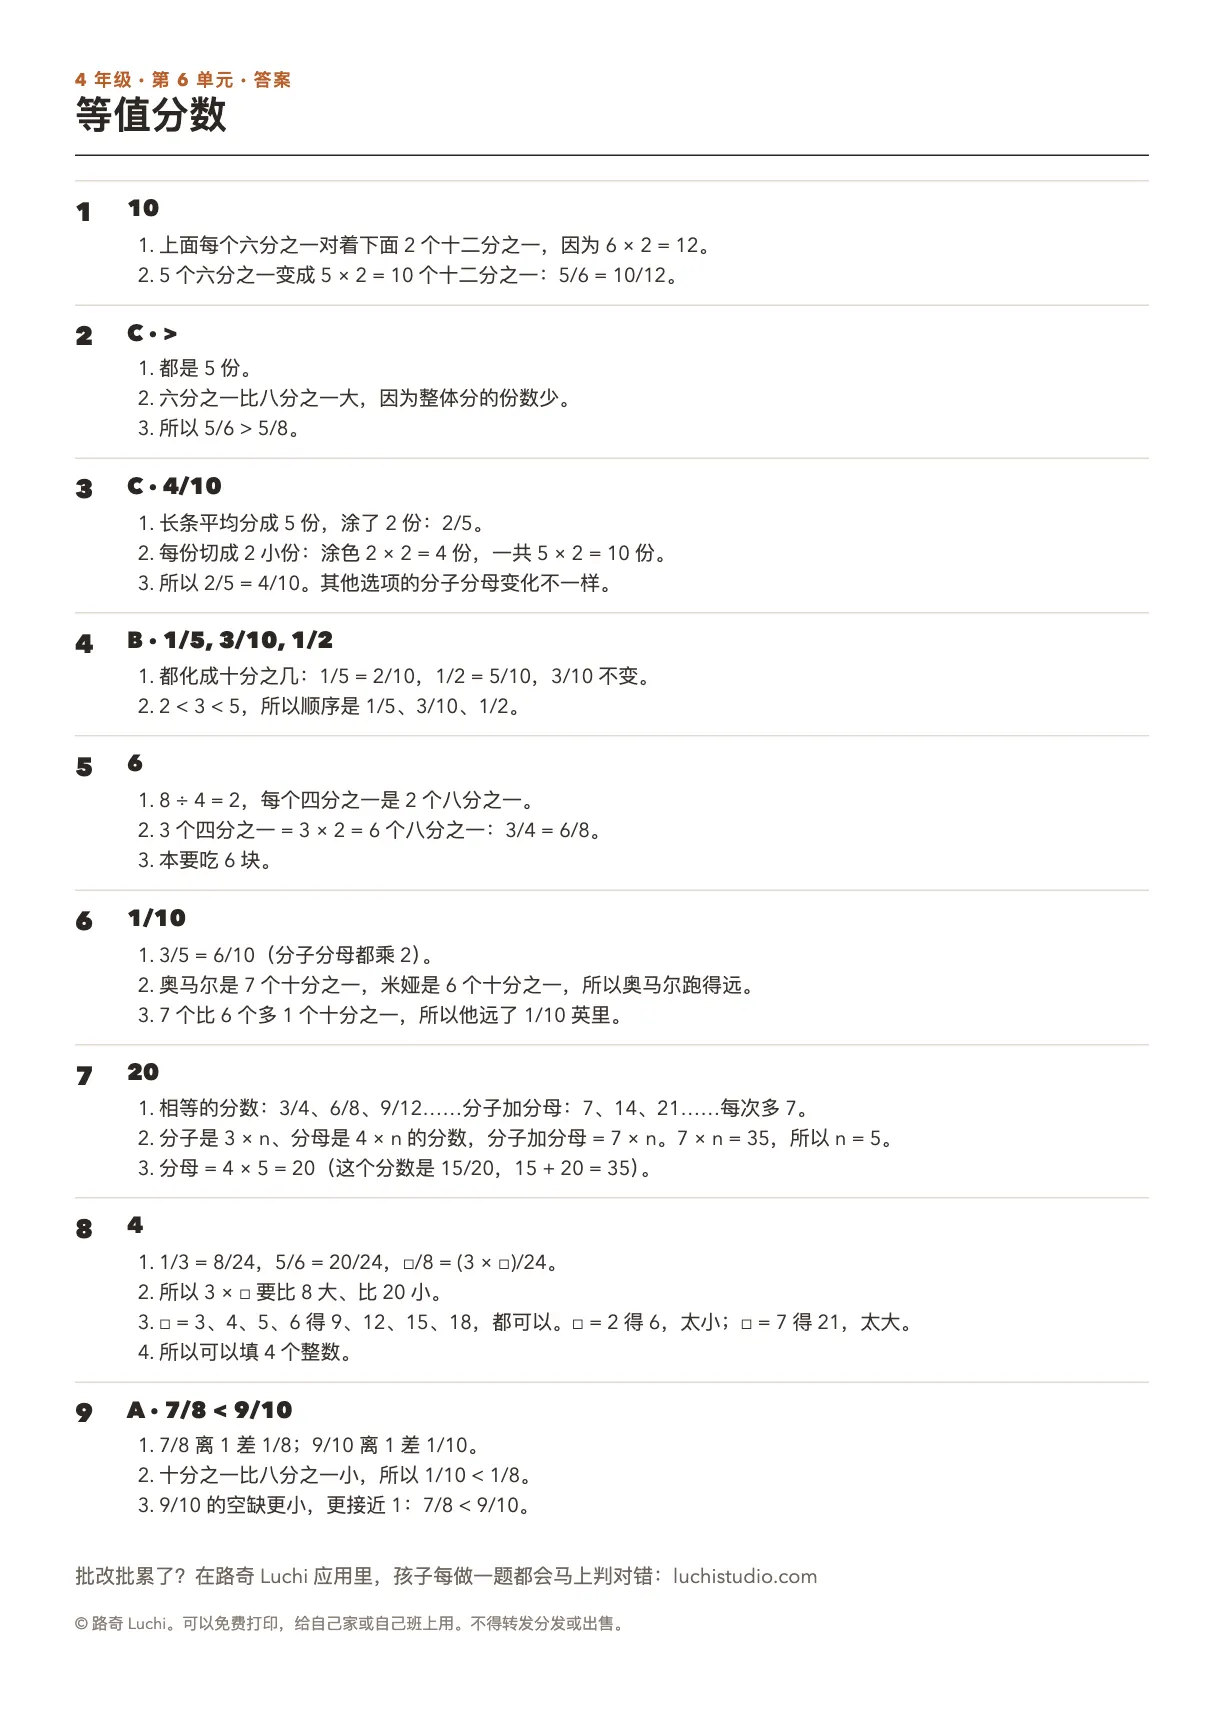 4 年级 · 第 6 单元 · 答案
等值分数
1 10
1. 上面每个六分之一对着下面 2 个十二分之一，因为 6 × 2 = 12。
2. 5 个六分之一变成 5 × 2 = 10 个十二分之一：5/6 = 10/12。
2 C · >
1. 都是 5 份。
2. 六分之一比八分之一大，因为整体分的份数少。
3. 所以 5/6 > 5/8。
3 C · 4/10
1. 长条平均分成 5 份，涂了 2 份：2/5。
2. 每份切成 2 小份：涂色 2 × 2 = 4 份，一共 5 × 2 = 10 份。
3. 所以 2/5 = 4/10。其他选项的分子分母变化不一样。
4 B · 1/5, 3/10, 1/2
1. 都化成十分之几：1/5 = 2/10，1/2 = 5/10，3/10 不变。
2. 2 < 3 < 5，所以顺序是 1/5、3/10、1/2。
5 6
1. 8 ÷ 4 = 2，每个四分之一是 2 个八分之一。
2. 3 个四分之一 = 3 × 2 = 6 个八分之一：3/4 = 6/8。
3. 本要吃 6 块。
6 1/10
1. 3/5 = 6/10（分子分母都乘 2）。
2. 奥马尔是 7 个十分之一，米娅是 6 个十分之一，所以奥马尔跑得远。
3. 7 个比 6 个多 1 个十分之一，所以他远了 1/10 英里。
7 20
1. 相等的分数：3/4、6/8、9/12……分子加分母：7、14、21……每次多 7。
2. 分子是 3 × n、分母是 4 × n 的分数，分子加分母 = 7 × n。7 × n = 35，所以 n = 5。
3. 分母 = 4 × 5 = 20（这个分数是 15/20，15 + 20 = 35）。
8 4
1. 1/3 = 8/24，5/6 = 20/24，□/8 = (3 × □)/24。
2. 所以 3 × □ 要比 8 大、比 20 小。
3. □ = 3、4、5、6 得 9、12、15、18，都可以。□ = 2 得 6，太小；□ = 7 得 21，太大。
4. 所以可以填 4 个整数。
9 A · 7/8 < 9/10
1. 7/8 离 1 差 1/8；9/10 离 1 差 1/10。
2. 十分之一比八分之一小，所以 1/10 < 1/8。
3. 9/10 的空缺更小，更接近 1：7/8 < 9/10。
批改批累了？在路奇 Luchi 应用里，孩子每做一题都会马上判对错：luchistudio.com
© 路奇 Luchi。可以免费打印，给自己家或自己班上用。不得转发分发或出售。